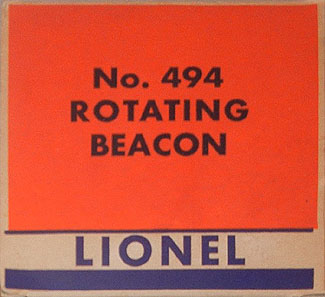 No. 494
ROTATING
BEACON
LIONEL